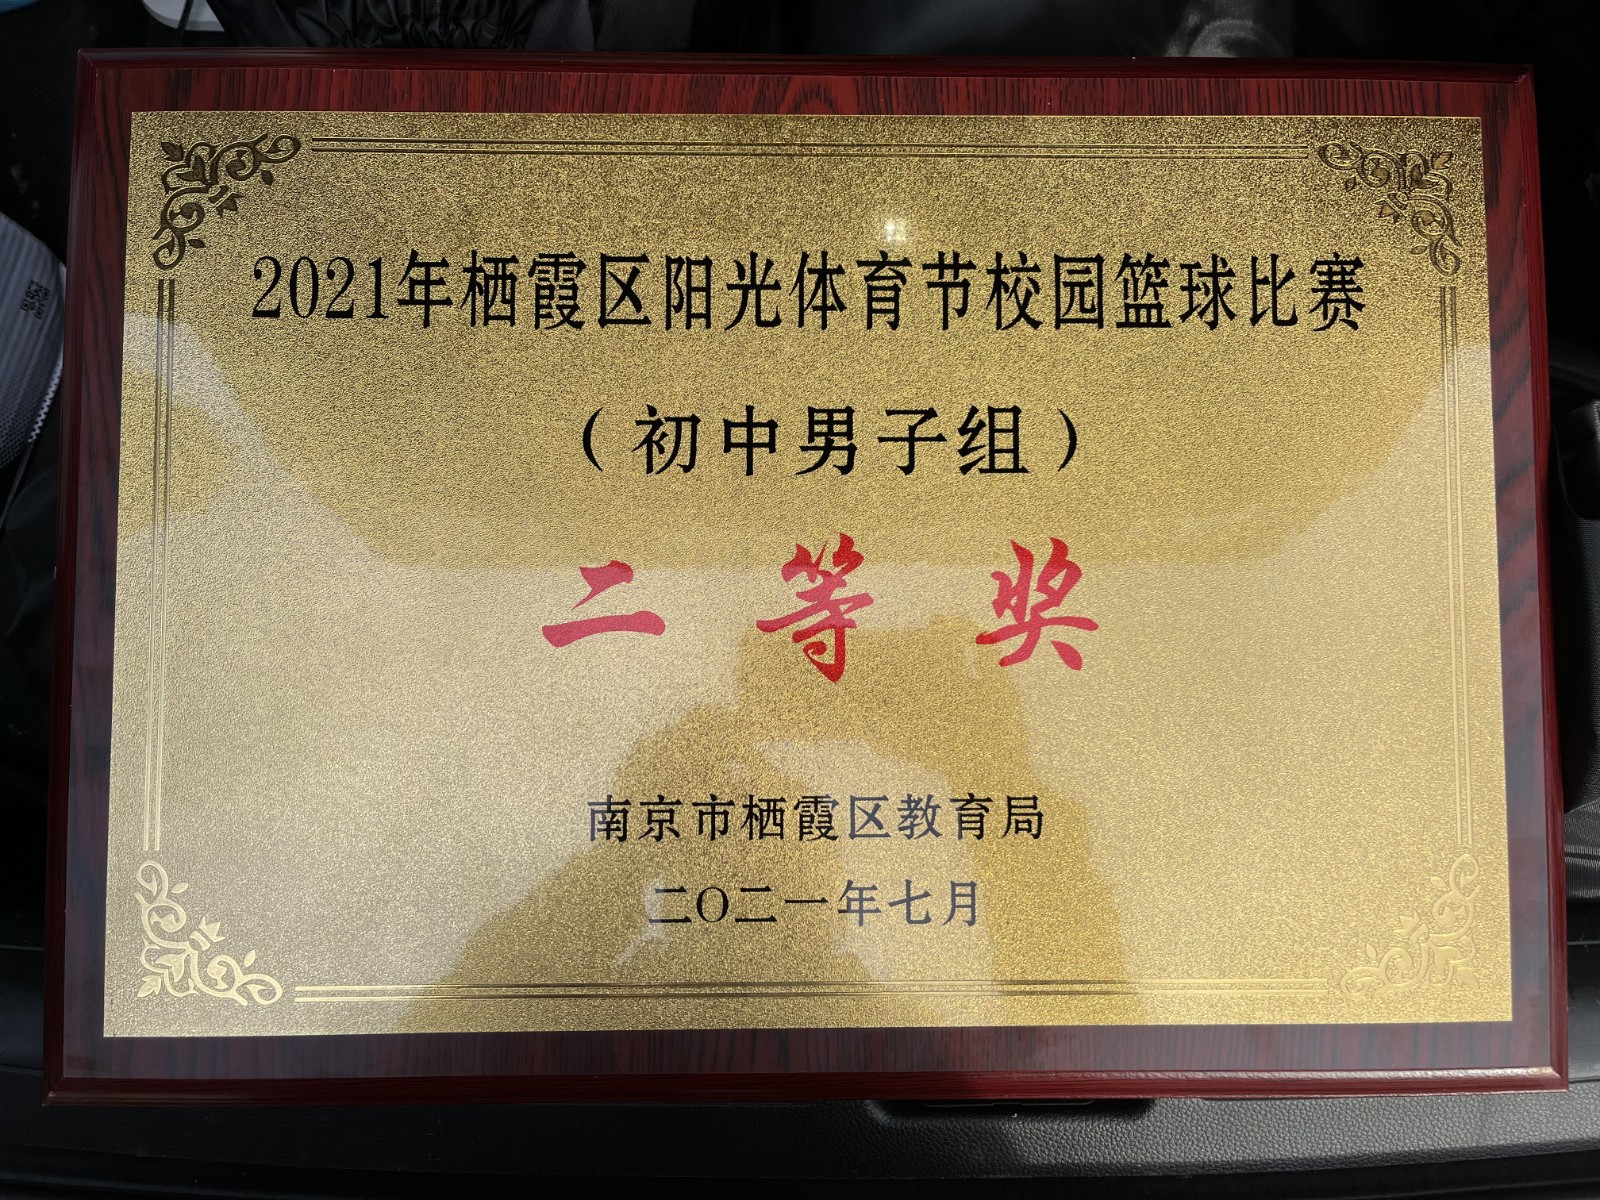 2021年栖霞区阳光体育节校园篮球比赛
（初中男子组）
二等奖
南京市栖霞区教育局
二〇二一年七月